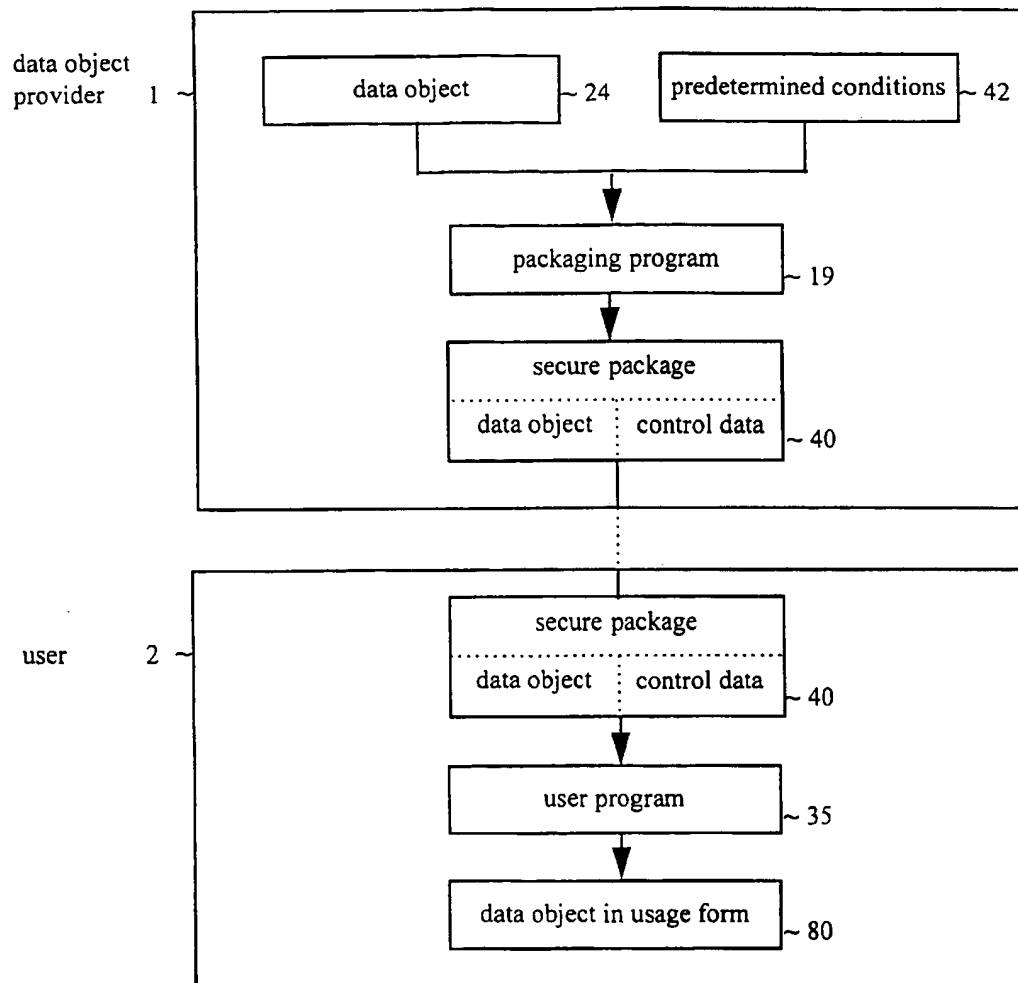 data object
provider 1
data object 24
predetermined conditions 42
packaging program 19
secure package
data object control data 40
user 2
secure package
data object control data 40
user program 35
data object in usage form 80